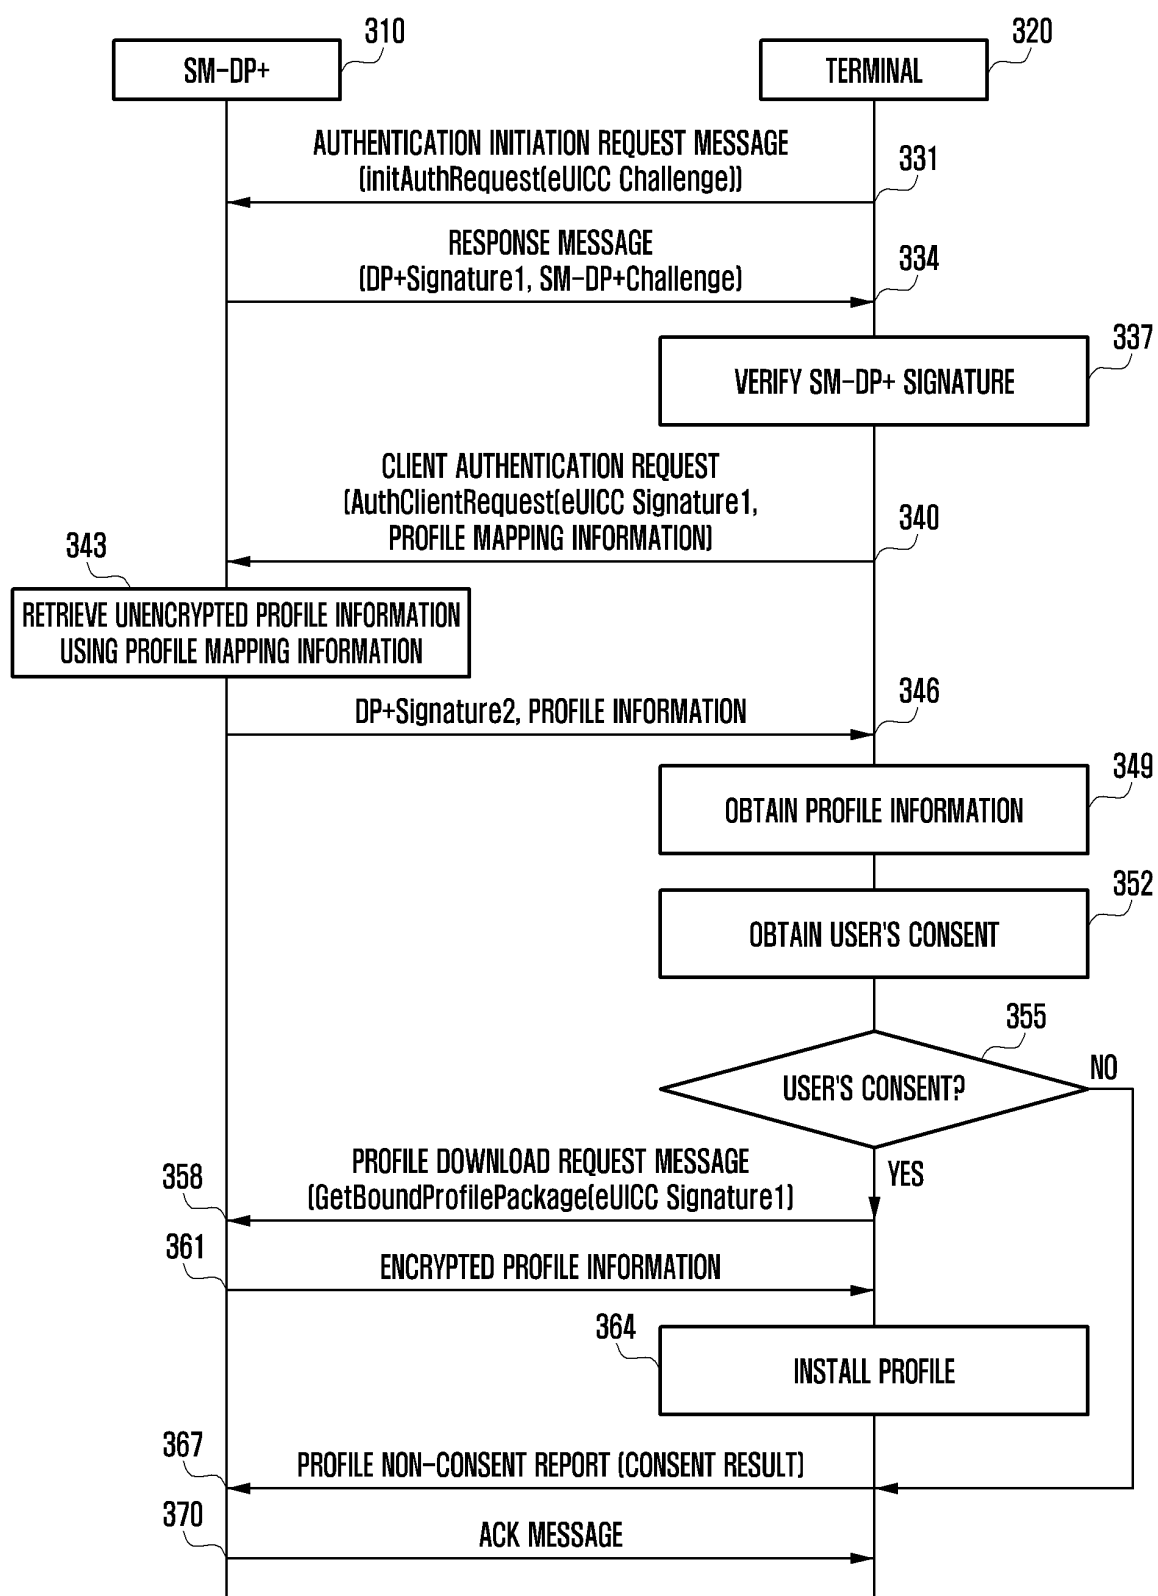 310
SM-DP+
320
TERMINAL
AUTHENTICATION INITIATION REQUEST MESSAGE
(initAuthRequest(eUICC Challenge))
331
RESPONSE MESSAGE
(DP+Signature1, SM-DP+Challenge)
334
337
VERIFY SM-DP+ SIGNATURE
CLIENT AUTHENTICATION REQUEST
(AuthClientRequest(eUICC Signature1,
PROFILE MAPPING INFORMATION)
340
343
RETRIEVE UNENCRYPTED PROFILE INFORMATION
USING PROFILE MAPPING INFORMATION
DP+Signature2, PROFILE INFORMATION
346
349
OBTAIN PROFILE INFORMATION
352
OBTAIN USER'S CONSENT
355
USER'S CONSENT?
NO
YES
PROFILE DOWNLOAD REQUEST MESSAGE
(GetBoundProfilePackage(eUICC Signature1)
358
361
ENCRYPTED PROFILE INFORMATION
364
INSTALL PROFILE
367
PROFILE NON-CONSENT REPORT (CONSENT RESULT)
370
ACK MESSAGE